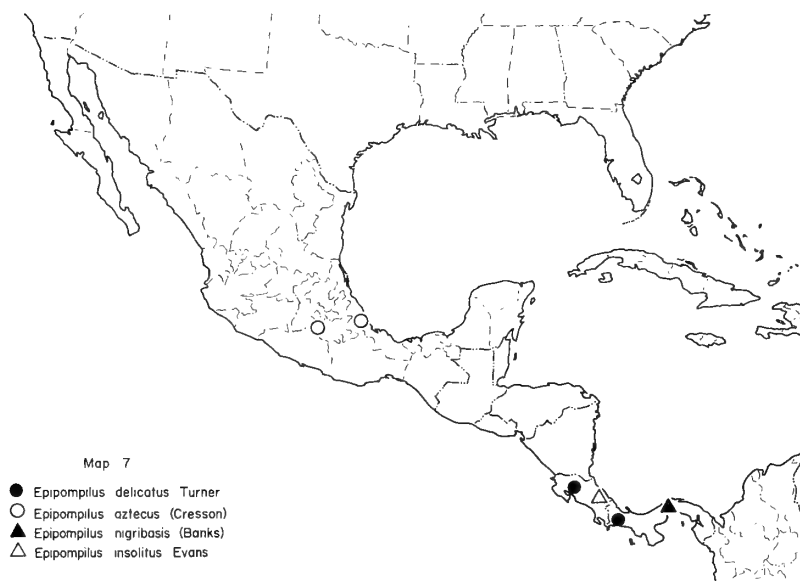 Map 7
Epipompilus delicatus Turner
Epipompilus aztecus (Cresson)
Epipompilus nigribasis (Banks)
Epipompilus insolitus Evans